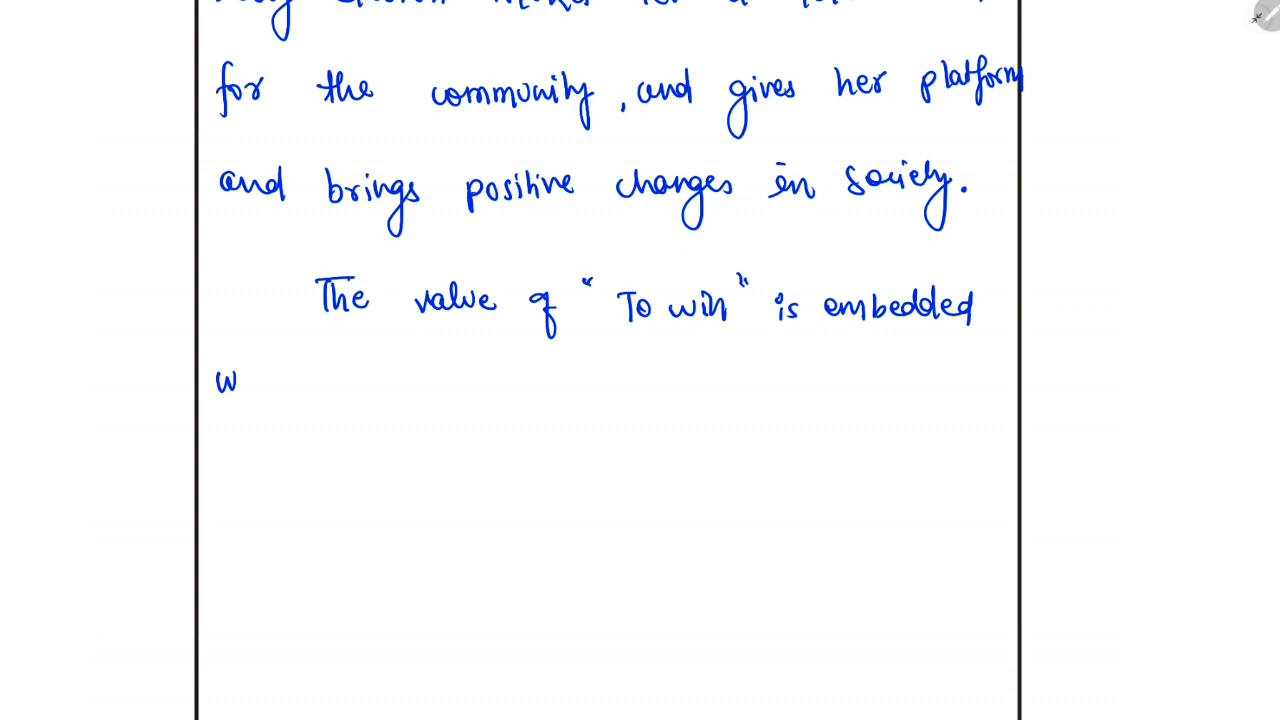 for the community, and gives her platform
and brings positive changes in society.
The value of "To win" is embedded
w